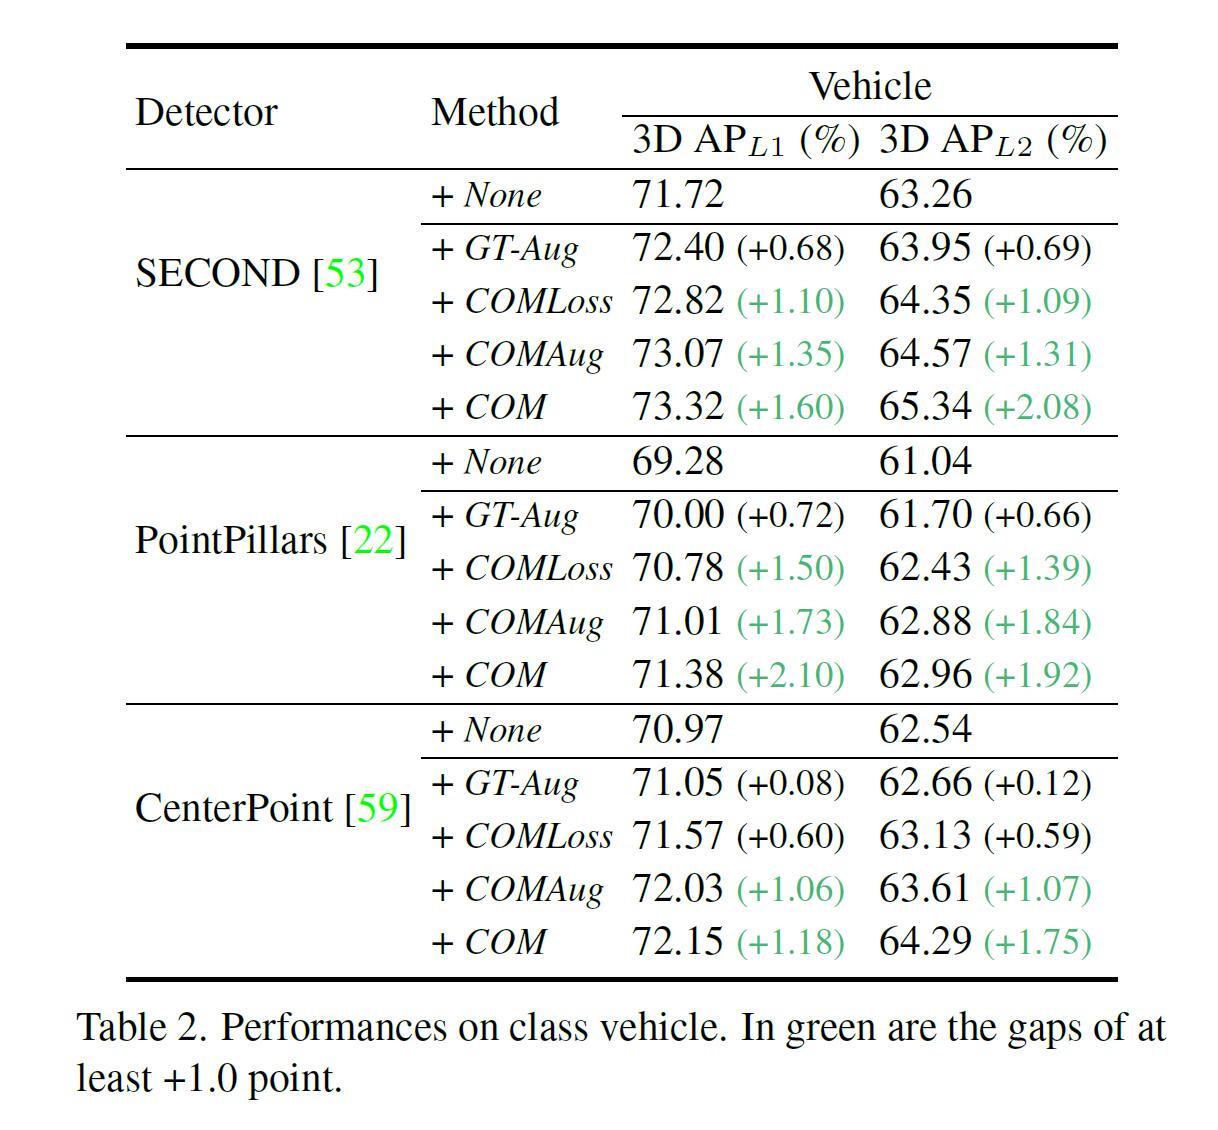 Detector Method Vehicle
3D AP_{L1} (%) 3D AP_{L2} (%)
SECOND [53]
+ None 71.72 63.26
+ GT-Aug 72.40 (+0.68) 63.95 (+0.69)
+ COMLoss 72.82 (+1.10) 64.35 (+1.09)
+ COMAug 73.07 (+1.35) 64.57 (+1.31)
+ COM 73.32 (+1.60) 65.34 (+2.08)
PointPillars [22]
+ None 69.28 61.04
+ GT-Aug 70.00 (+0.72) 61.70 (+0.66)
+ COMLoss 70.78 (+1.50) 62.43 (+1.39)
+ COMAug 71.01 (+1.73) 62.88 (+1.84)
+ COM 71.38 (+2.10) 62.96 (+1.92)
CenterPoint [59]
+ None 70.97 62.54
+ GT-Aug 71.05 (+0.08) 62.66 (+0.12)
+ COMLoss 71.57 (+0.60) 63.13 (+0.59)
+ COMAug 72.03 (+1.06) 63.61 (+1.07)
+ COM 72.15 (+1.18) 64.29 (+1.75)
Table 2. Performances on class vehicle. In green are the gaps of at
least +1.0 point.